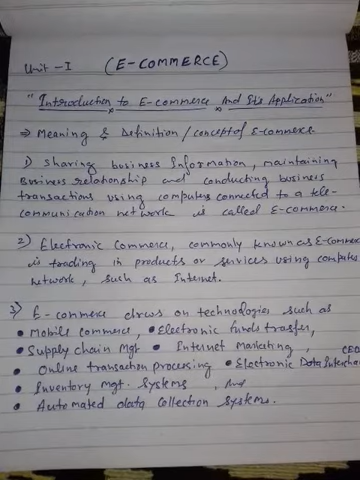 Unit - I (E-COMMERCE)
"Introduction to E-commerce And Its Application"
⇒ Meaning & Definition / concept of E-commerce.
1) Sharing business Information, maintaining
Business relationship and conducting business
transactions using computers connected to a tele-
communication network is called E-commerce.
2) Electronic Commerce, commonly known as E-commerce
is trading in products or services using computer
network, such as Internet.
3) E-commerce draws on technologies such as
• Mobile commerce, • Electronic funds trasfer,
• Supply chain Mgt • Internet Marketing,
• Online transaction processing • Electronic Data Interchan (EDI
• Inventory mgt. Systems, And
• Automated data collection systems.